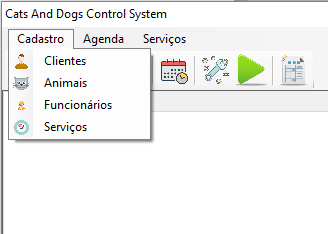 Cats And Dogs Control System
Cadastro Agenda Serviços
Clientes
Animais
Funcionários
Serviços